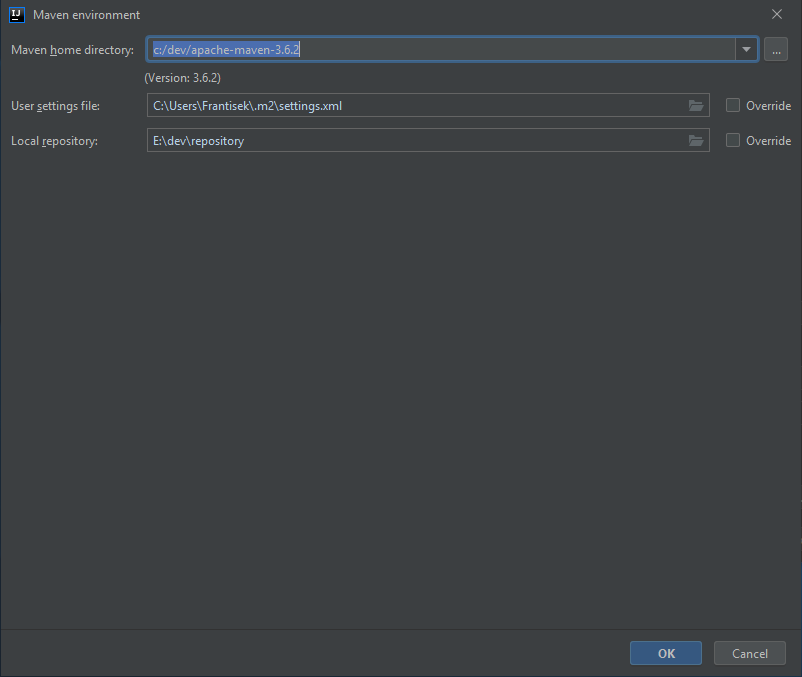 IJ Maven environment
Maven home directory: c:/dev/apache-maven-3.6.2 ...
(Version: 3.6.2)
User settings file: C:\Users\Frantisek\.m2\settings.xml Override
Local repository: E:\dev\repository Override
OK Cancel